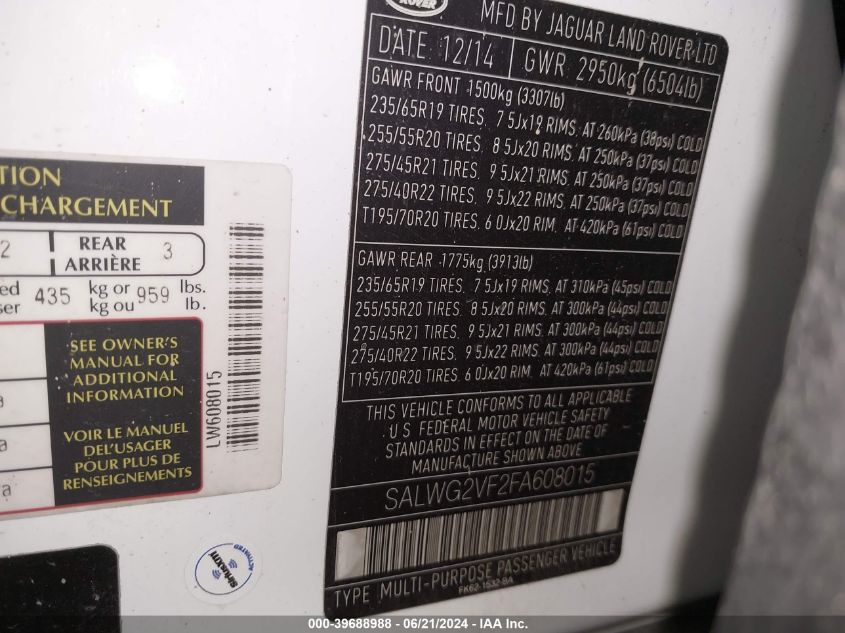 TION
CHARGEMENT
2 REAR ARRIÈRE 3
435 kg or kg ou 959 lbs. lb.
SEE OWNER'S
MANUAL FOR
ADDITIONAL
INFORMATION
VOIR LE MANUEL
DEL'USAGER
POUR PLUS DE
RENSEIGNEMENTS
LW608015
ACTIVATED
siriusxm
ROVER
MFD BY JAGUAR LAND ROVER LTD
DATE 12/14 GWR 2950kg (6504lb)
GAWR FRONT 1500kg (3307lb)
235/65R19 TIRES. 7 5Jx19 RIMS. AT 260kPa (38psi) COLD
255/55R20 TIRES. 8 5Jx20 RIMS. AT 250kPa (37psi) COLD
275/45R21 TIRES. 9 5Jx21 RIMS. AT 250kPa (37psi) COLD
275/40R22 TIRES. 9 5Jx22 RIMS. AT 250kPa (37psi) COLD
T195/70R20 TIRES. 6 0Jx20 RIM. AT 420kPa (61psi) COLD
GAWR REAR 1775kg (3913lb)
235/65R19 TIRES. 7 5Jx19 RIMS. AT 310kPa (45psi) COLD
255/55R20 TIRES. 8 5Jx20 RIMS. AT 300kPa (44psi) COLD
275/45R21 TIRES. 9 5Jx21 RIMS. AT 300kPa (44psi) COLD
275/40R22 TIRES. 9 5Jx22 RIMS. AT 300kPa (44psi) COLD
T195/70R20 TIRES. 6 0Jx20 RIM. AT 420kPa (61psi) COLD
THIS VEHICLE CONFORMS TO ALL APPLICABLE
U S FEDERAL MOTOR VEHICLE SAFETY
STANDARDS IN EFFECT ON THE DATE OF
MANUFACTURE SHOWN ABOVE
SALWG2VF2FA608015
TYPE MULTI-PURPOSE PASSENGER VEHICLE
FK62-1532-BA
000-39688988 - 06/21/2024 - IAA Inc.